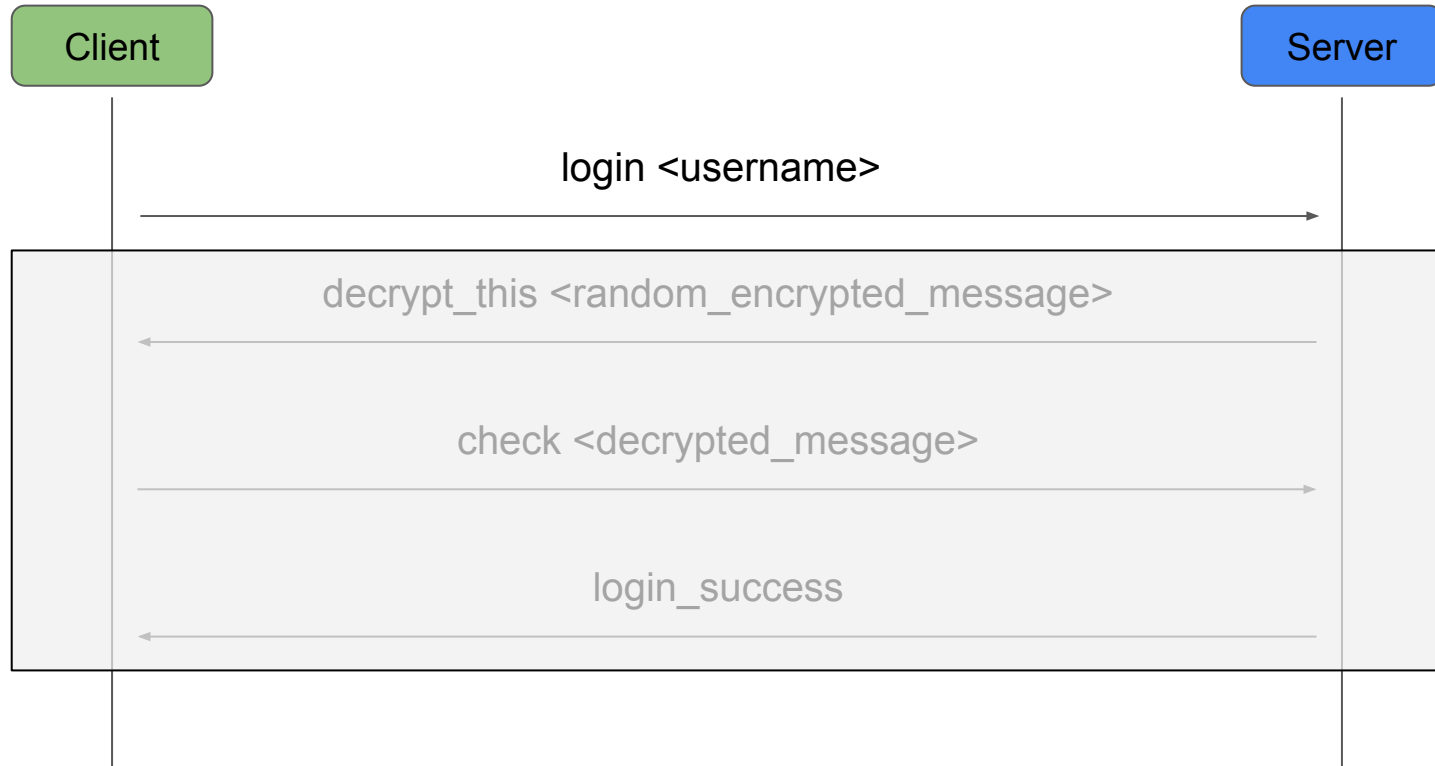 Client
Server
login <username>
decrypt_this <random_encrypted_message>
check <decrypted_message>
login_success